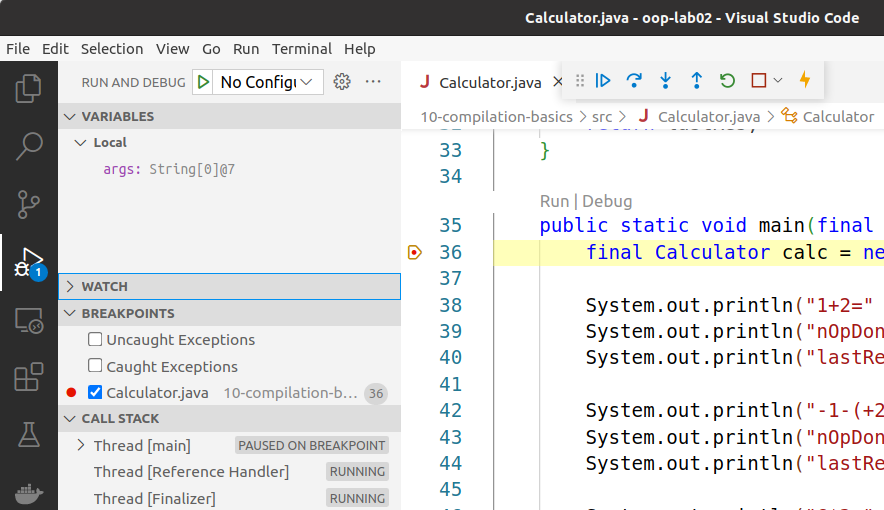 Calculator.java - oop-lab02 - Visual Studio Code
File Edit Selection View Go Run Terminal Help
RUN AND DEBUG No Configu
J Calculator.java
VARIABLES
10-compilation-basics > src > J Calculator.java > Calculator
Local
args: String[0]@7
33 }
34
Run | Debug
35 public static void main(final
36 final Calculator calc = ne
37
38 System.out.println("1+2="
39 System.out.println("nOpDon
40 System.out.println("lastRe
41
42 System.out.println("-1-(+2
43 System.out.println("nOpDon
44 System.out.println("lastRe
45
1
WATCH
BREAKPOINTS
Uncaught Exceptions
Caught Exceptions
Calculator.java 10-compilation-b... 36
CALL STACK
Thread [main] PAUSED ON BREAKPOINT
Thread [Reference Handler] RUNNING
Thread [Finalizer] RUNNING